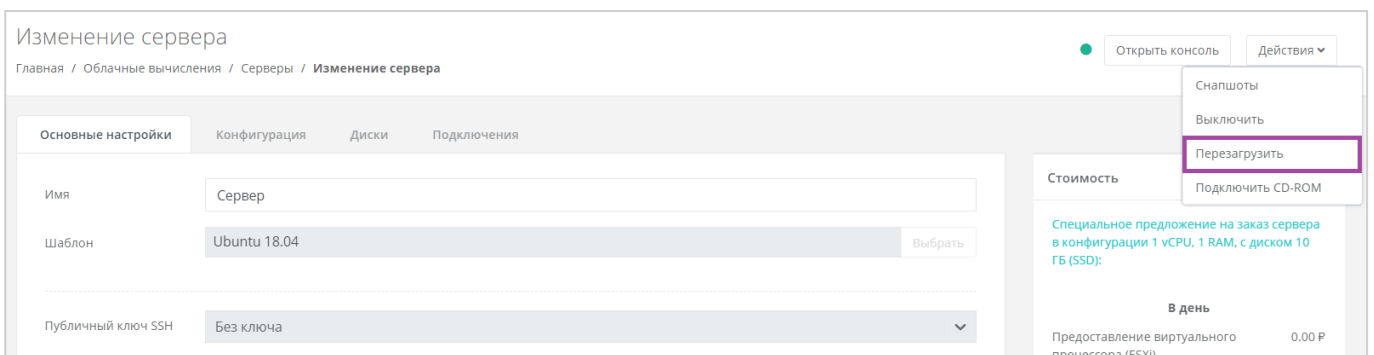 Изменение сервера
Главная / Облачные вычисления / Серверы / Изменение сервера
Открыть консоль
Действия
Снапшоты
Выключить
Перезагрузить
Подключить CD-ROM
Основные настройки
Конфигурация
Диски
Подключения
Имя
Сервер
Шаблон
Ubuntu 18.04
Выбрать
Публичный ключ SSH
Без ключа
Стоимость
Специальное предложение на заказ сервера
в конфигурации 1 vCPU, 1 RAM, с диском 10
ГБ (SSD):
В день
Предоставление виртуального
0.00 ₽
процессора (ESXi)